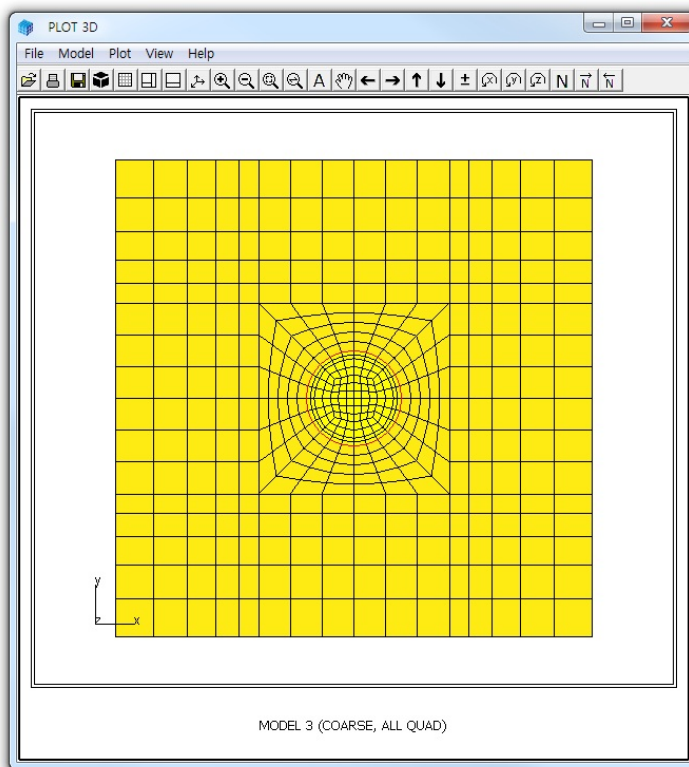 PLOT 3D
File Model Plot View Help
A X y z N N N
y
z x
MODEL 3 (COARSE, ALL QUAD)